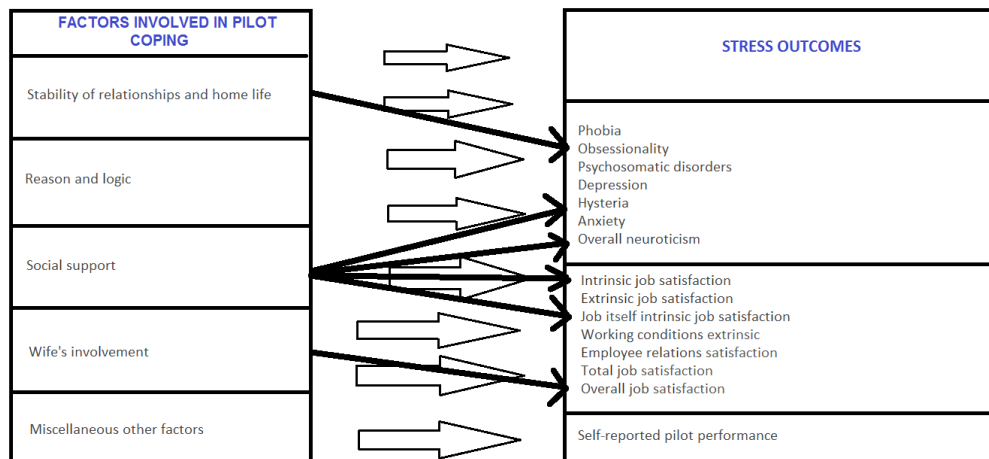 FACTORS INVOLVED IN PILOT
COPING
Stability of relationships and home life
Reason and logic
Social support
Wife's involvement
Miscellaneous other factors
STRESS OUTCOMES
Phobia
Obsessionality
Psychosomatic disorders
Depression
Hysteria
Anxiety
Overall neuroticism
Intrinsic job satisfaction
Extrinsic job satisfaction
Job itself intrinsic job satisfaction
Working conditions extrinsic
Employee relations satisfaction
Total job satisfaction
Overall job satisfaction
Self-reported pilot performance